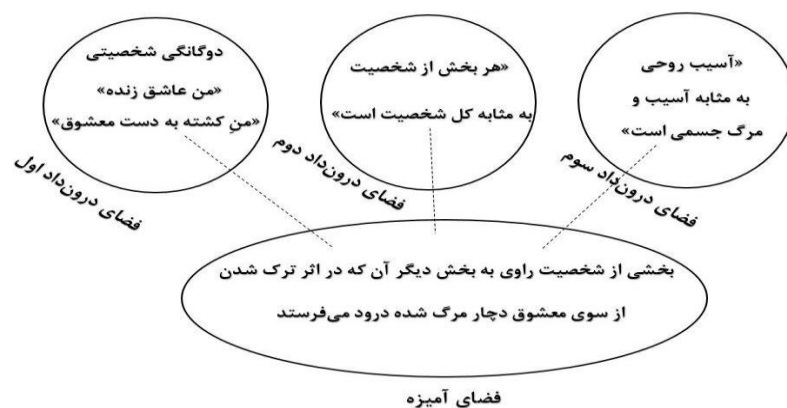 «آسیب روحی
به مثابه آسیب و
مرگ جسمی است»
فضای درون‌داد سوم
«هر بخش از شخصیت
به مثابه کل شخصیت است»
فضای درون‌داد دوم
دوگانگی شخصیتی
«من عاشق زنده»
«منِ کشته به دست معشوق»
فضای درون‌داد اول
بخشی از شخصیت راوی به بخش دیگر آن که در اثر ترک شدن
از سوی معشوق دچار مرگ شده درود می‌فرستد
فضای آمیزه